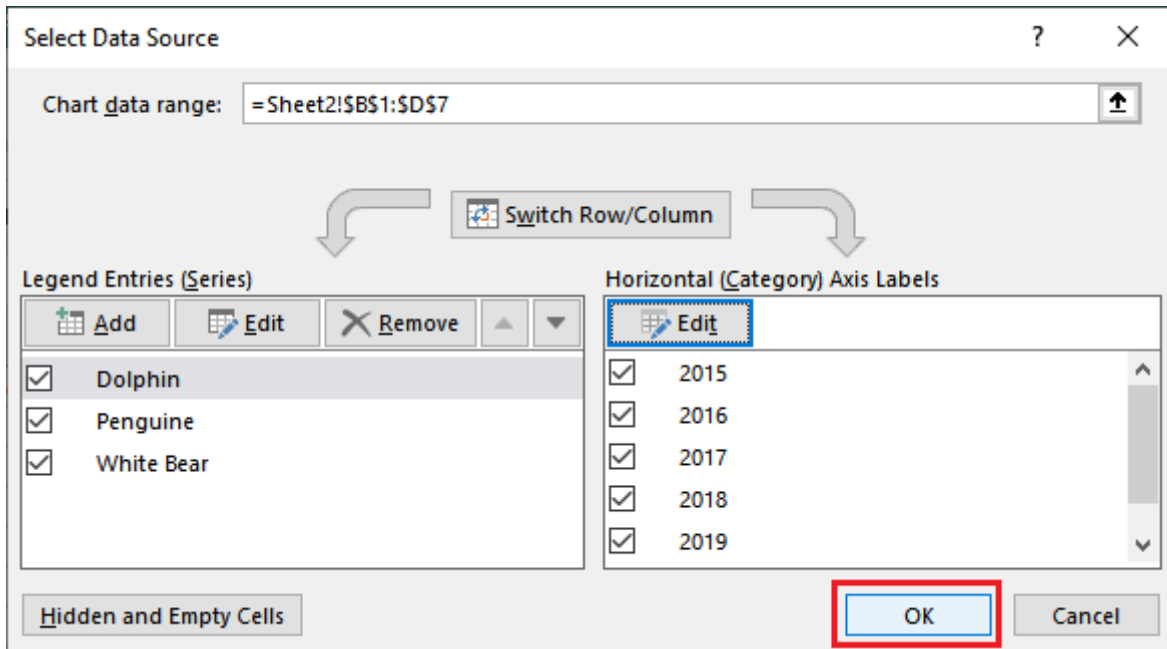 Select Data Source
?
Chart data range: =Sheet2!$B$1:$D$7
Switch Row/Column
Legend Entries (Series)
Add Edit Remove
Dolphin
Penguine
White Bear
Horizontal (Category) Axis Labels
Edit
2015
2016
2017
2018
2019
Hidden and Empty Cells
OK Cancel